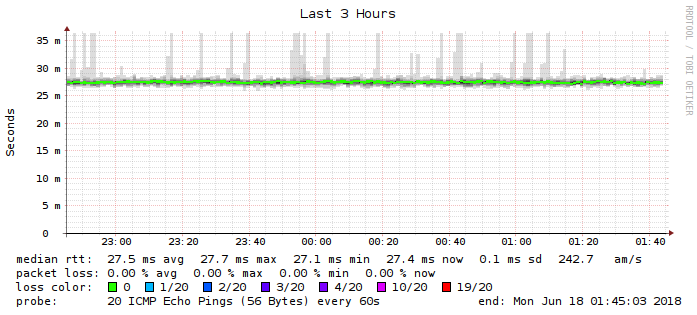 Last 3 Hours
RRDTOOL / TOBI OETIKER
Seconds
35 m
30 m
25 m
20 m
15 m
10 m
5 m
0
23:00 23:20 23:40 00:00 00:20 00:40 01:00 01:20 01:40
median rtt: 27.5 ms avg 27.7 ms max 27.1 ms min 27.4 ms now 0.1 ms sd 242.7 am/s
packet loss: 0.00 % avg 0.00 % max 0.00 % min 0.00 % now
loss color: 0 1/20 2/20 3/20 4/20 10/20 19/20
probe: 20 ICMP Echo Pings (56 Bytes) every 60s end: Mon Jun 18 01:45:03 2018